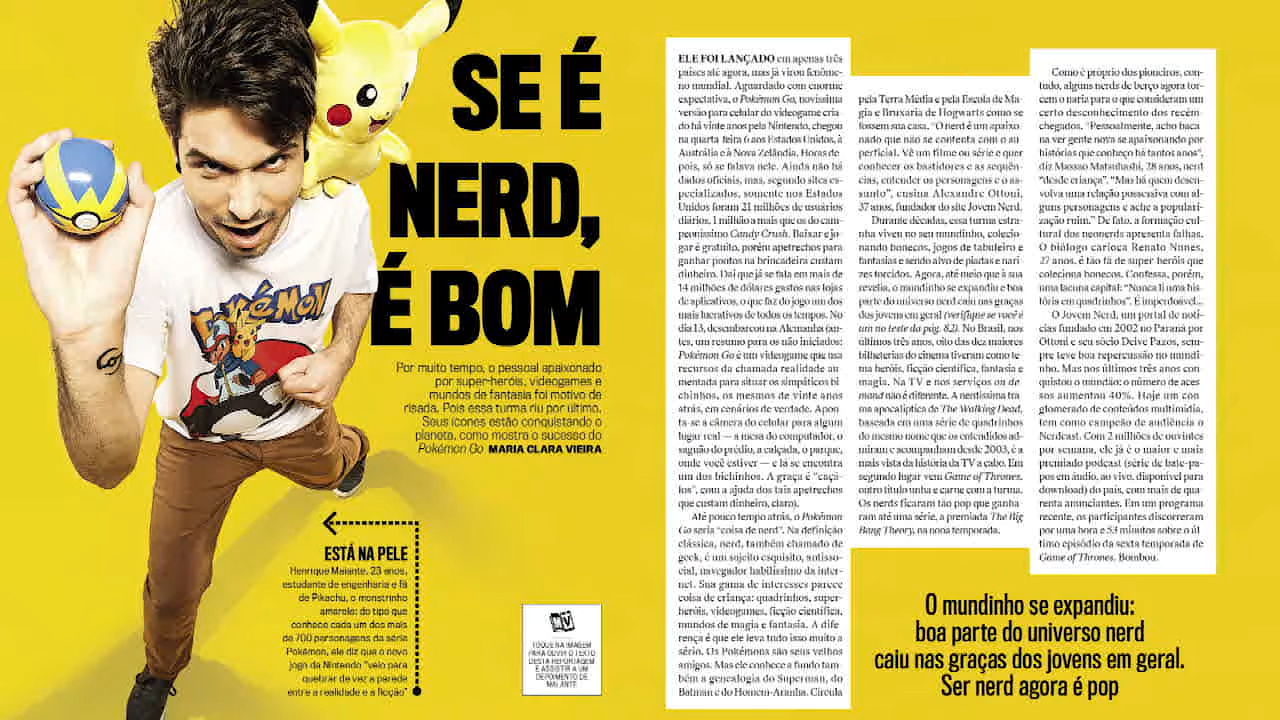 SE É
NERD,
É BOM
Por muito tempo, o pessoal apaixonado
por super-heróis, videogames e
mundos de fantasia foi motivo de
risada. Pois essa turma riu por último.
Seus ícones estão conquistando o
planeta, como mostra o sucesso do
Pokémon Go MARIA CLARA VIEIRA
POKéMON
ESTÁ NA PELE
Henrique Maiante, 23 anos,
estudante de engenharia e fã
de Pikachu, o monstrinho
amarelo: do tipo que
conhece cada um dos mais
de 700 personagens da série
Pokémon, ele diz que o novo
jogo da Nintendo "veio para
quebrar de vez a parede
entre a realidade e a ficção"
TOQUE NA IMAGEM
PARA OUVIR O TEXTO
DESTA REPORTAGEM
E ASSISTIR A UM
DEPOIMENTO DE
MAIANTE
ELE FOI LANÇADO em apenas três
países até agora, mas já virou fenôme-
no mundial. Aguardado com enorme
expectativa, o Pokémon Go, novíssima
versão para celular do videogame cria-
do há vinte anos pela Nintendo, chegou
na quarta-feira 6 aos Estados Unidos, à
Austrália e à Nova Zelândia. Horas de-
pois, só se falava nele. Ainda não há
dados oficiais, mas, segundo sites es-
pecializados, somente nos Estados
Unidos foram 21 milhões de usuários
diários, 1 milhão a mais que os do cam-
peoníssimo Candy Crush. Baixar e jo-
gar é gratuito, porém apetrechos para
ganhar pontos na brincadeira custam
dinheiro. Daí que já se fala em mais de
14 milhões de dólares gastos nas lojas
de aplicativos, o que faz do jogo um dos
mais lucrativos de todos os tempos. No
dia 13, desembarcou na Alemanha (an-
tes, um resumo para os não iniciados:
Pokémon Go é um videogame que usa
recursos da chamada realidade au-
mentada para situar os simpáticos bi-
chinhos, os mesmos de vinte anos
atrás, em cenários de verdade. Apon-
ta-se a câmera do celular para algum
lugar real — a mesa do computador, o
saguão do prédio, a calçada, o parque,
onde você estiver — e lá se encontra
um dos bichinhos. A graça é "caçá-
los", com a ajuda dos tais apetrechos
que custam dinheiro, claro).
Até pouco tempo atrás, o Pokémon
Go seria "coisa de nerd". Na definição
clássica, nerd, também chamado de
geek, é um sujeito esquisito, antisso-
cial, navegador habilíssimo da inter-
net. Sua gama de interesses parece
coisa de criança: quadrinhos, super-
heróis, videogames, ficção científica,
mundos de magia e fantasia. A dife-
rença é que ele leva tudo isso muito a
sério. Os Pokémons são seus velhos
amigos. Mas ele conhece a fundo tam-
bém a genealogia do Superman, do
Batman e do Homem-Aranha. Circula
pela Terra Média e pela Escola de Ma-
gia e Bruxaria de Hogwarts como se
fossem sua casa. "O nerd é um apaixo-
nado que não se contenta com o su-
perficial. Vê um filme ou série e quer
conhecer os bastidores e as sequên-
cias, entender os personagens e o as-
sunto", ensina Alexandre Ottoni,
37 anos, fundador do site Jovem Nerd.
Durante décadas, essa turma estra-
nha viveu no seu mundinho, colecio-
nando bonecos, jogos de tabuleiro e
fantasias e sendo alvo de piadas e nari-
zes torcidos. Agora, até meio que à sua
revelia, o mundinho se expandiu e boa
parte do universo nerd caiu nas graças
dos jovens em geral (verifique se você é
um no teste da pág. 82). No Brasil, nos
últimos três anos, oito das dez maiores
bilheterias do cinema tiveram como te-
ma heróis, ficção científica, fantasia e
magia. Na TV e nos serviços on de-
mand não é diferente. A nerdíssima tra-
ma apocalíptica de The Walking Dead,
baseada em uma série de quadrinhos
do mesmo nome que os entendidos ad-
miram e acompanham desde 2003, é a
mais vista da história da TV a cabo. Em
segundo lugar vem Game of Thrones,
outro título unha e carne com a turma.
Os nerds ficaram tão pop que ganha-
ram até uma série, a premiada The Big
Bang Theory, na nona temporada.
Como é próprio dos pioneiros, con-
tudo, alguns nerds de berço agora tor-
cem o nariz para o que consideram um
certo desconhecimento dos recém-
chegados. "Pessoalmente, acho baca-
na ver gente nova se apaixonando por
histórias que conheço há tantos anos",
diz Massao Matayashi, 28 anos, nerd
"desde criança". "Mas há quem desen-
volva uma relação possessiva com al-
guns personagens e ache a populari-
zação ruim." De fato, a formação cul-
tural dos neonerds apresenta falhas.
O biólogo carioca Renato Nunes,
27 anos, é tão fã de super-heróis que
coleciona bonecos. Confessa, porém,
uma lacuna capital: "Nunca li uma his-
tória em quadrinhos". É imperdoável...
O Jovem Nerd, um portal de notí-
cias fundado em 2002 no Paraná por
Ottoni e seu sócio Deive Pazos, sem-
pre teve boa repercussão no mundi-
nho. Mas nos últimos três anos con-
quistou o mundão: o número de aces-
sos aumentou 40%. Hoje um con-
glomerado de conteúdos multimídia,
tem como campeão de audiência o
Nerdcast. Com 2 milhões de ouvintes
por semana, ele já é o maior e mais
premiado podcast (série de bate-pa-
pos em áudio, ao vivo, disponível para
download) do país, com mais de qua-
renta anunciantes. Em um programa
recente, os participantes discorreram
por uma hora e 53 minutos sobre o úl-
timo episódio da sexta temporada de
Game of Thrones. Bombou.
O mundinho se expandiu:
boa parte do universo nerd
caiu nas graças dos jovens em geral.
Ser nerd agora é pop